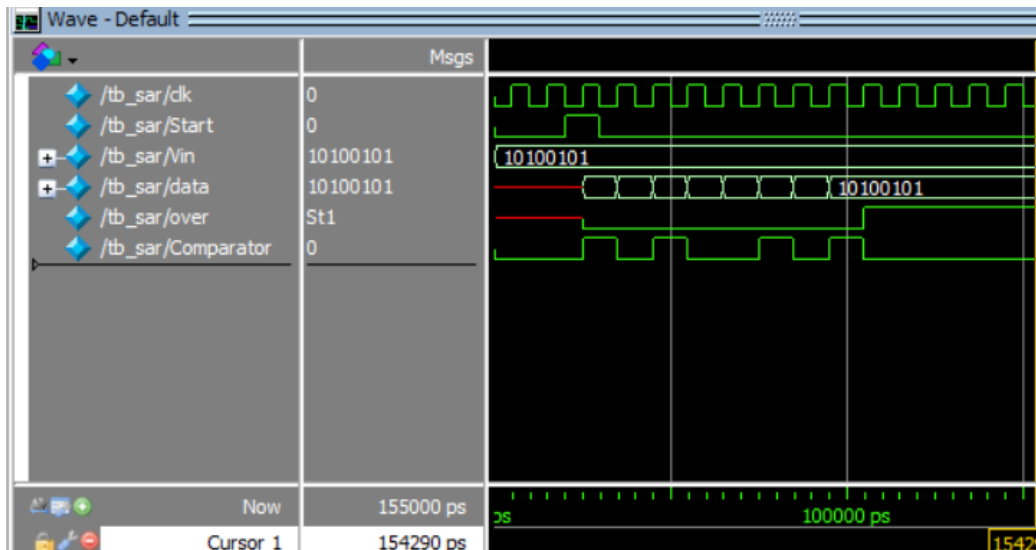 Wave - Default
Msgs
/tb_sar/clk 0
/tb_sar/Start 0
/tb_sar/Vin 10100101 10100101
/tb_sar/data 10100101 10100101
/tb_sar/over St1
/tb_sar/Comparator 0
Now 155000 ps ps 100000 ps
Cursor 1 154290 ps 1542